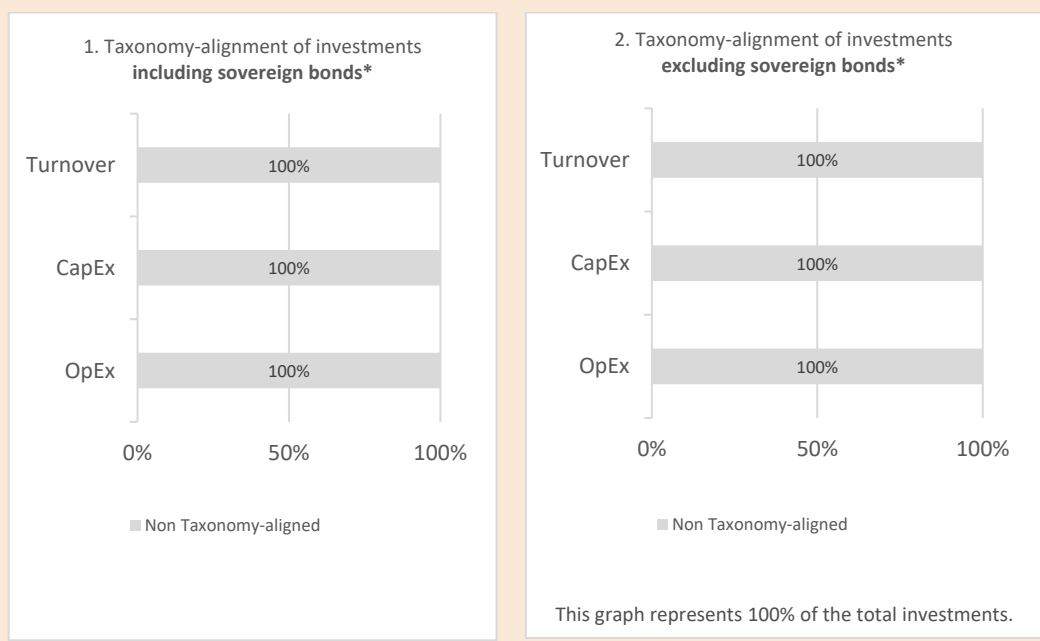 1. Taxonomy-alignment of investments
including sovereign bonds*
Turnover
100%
CapEx
100%
OpEx
100%
0%
50%
100%
Non Taxonomy-aligned
2. Taxonomy-alignment of investments
excluding sovereign bonds*
Turnover
100%
CapEx
100%
OpEx
100%
0%
50%
100%
Non Taxonomy-aligned
This graph represents 100% of the total investments.